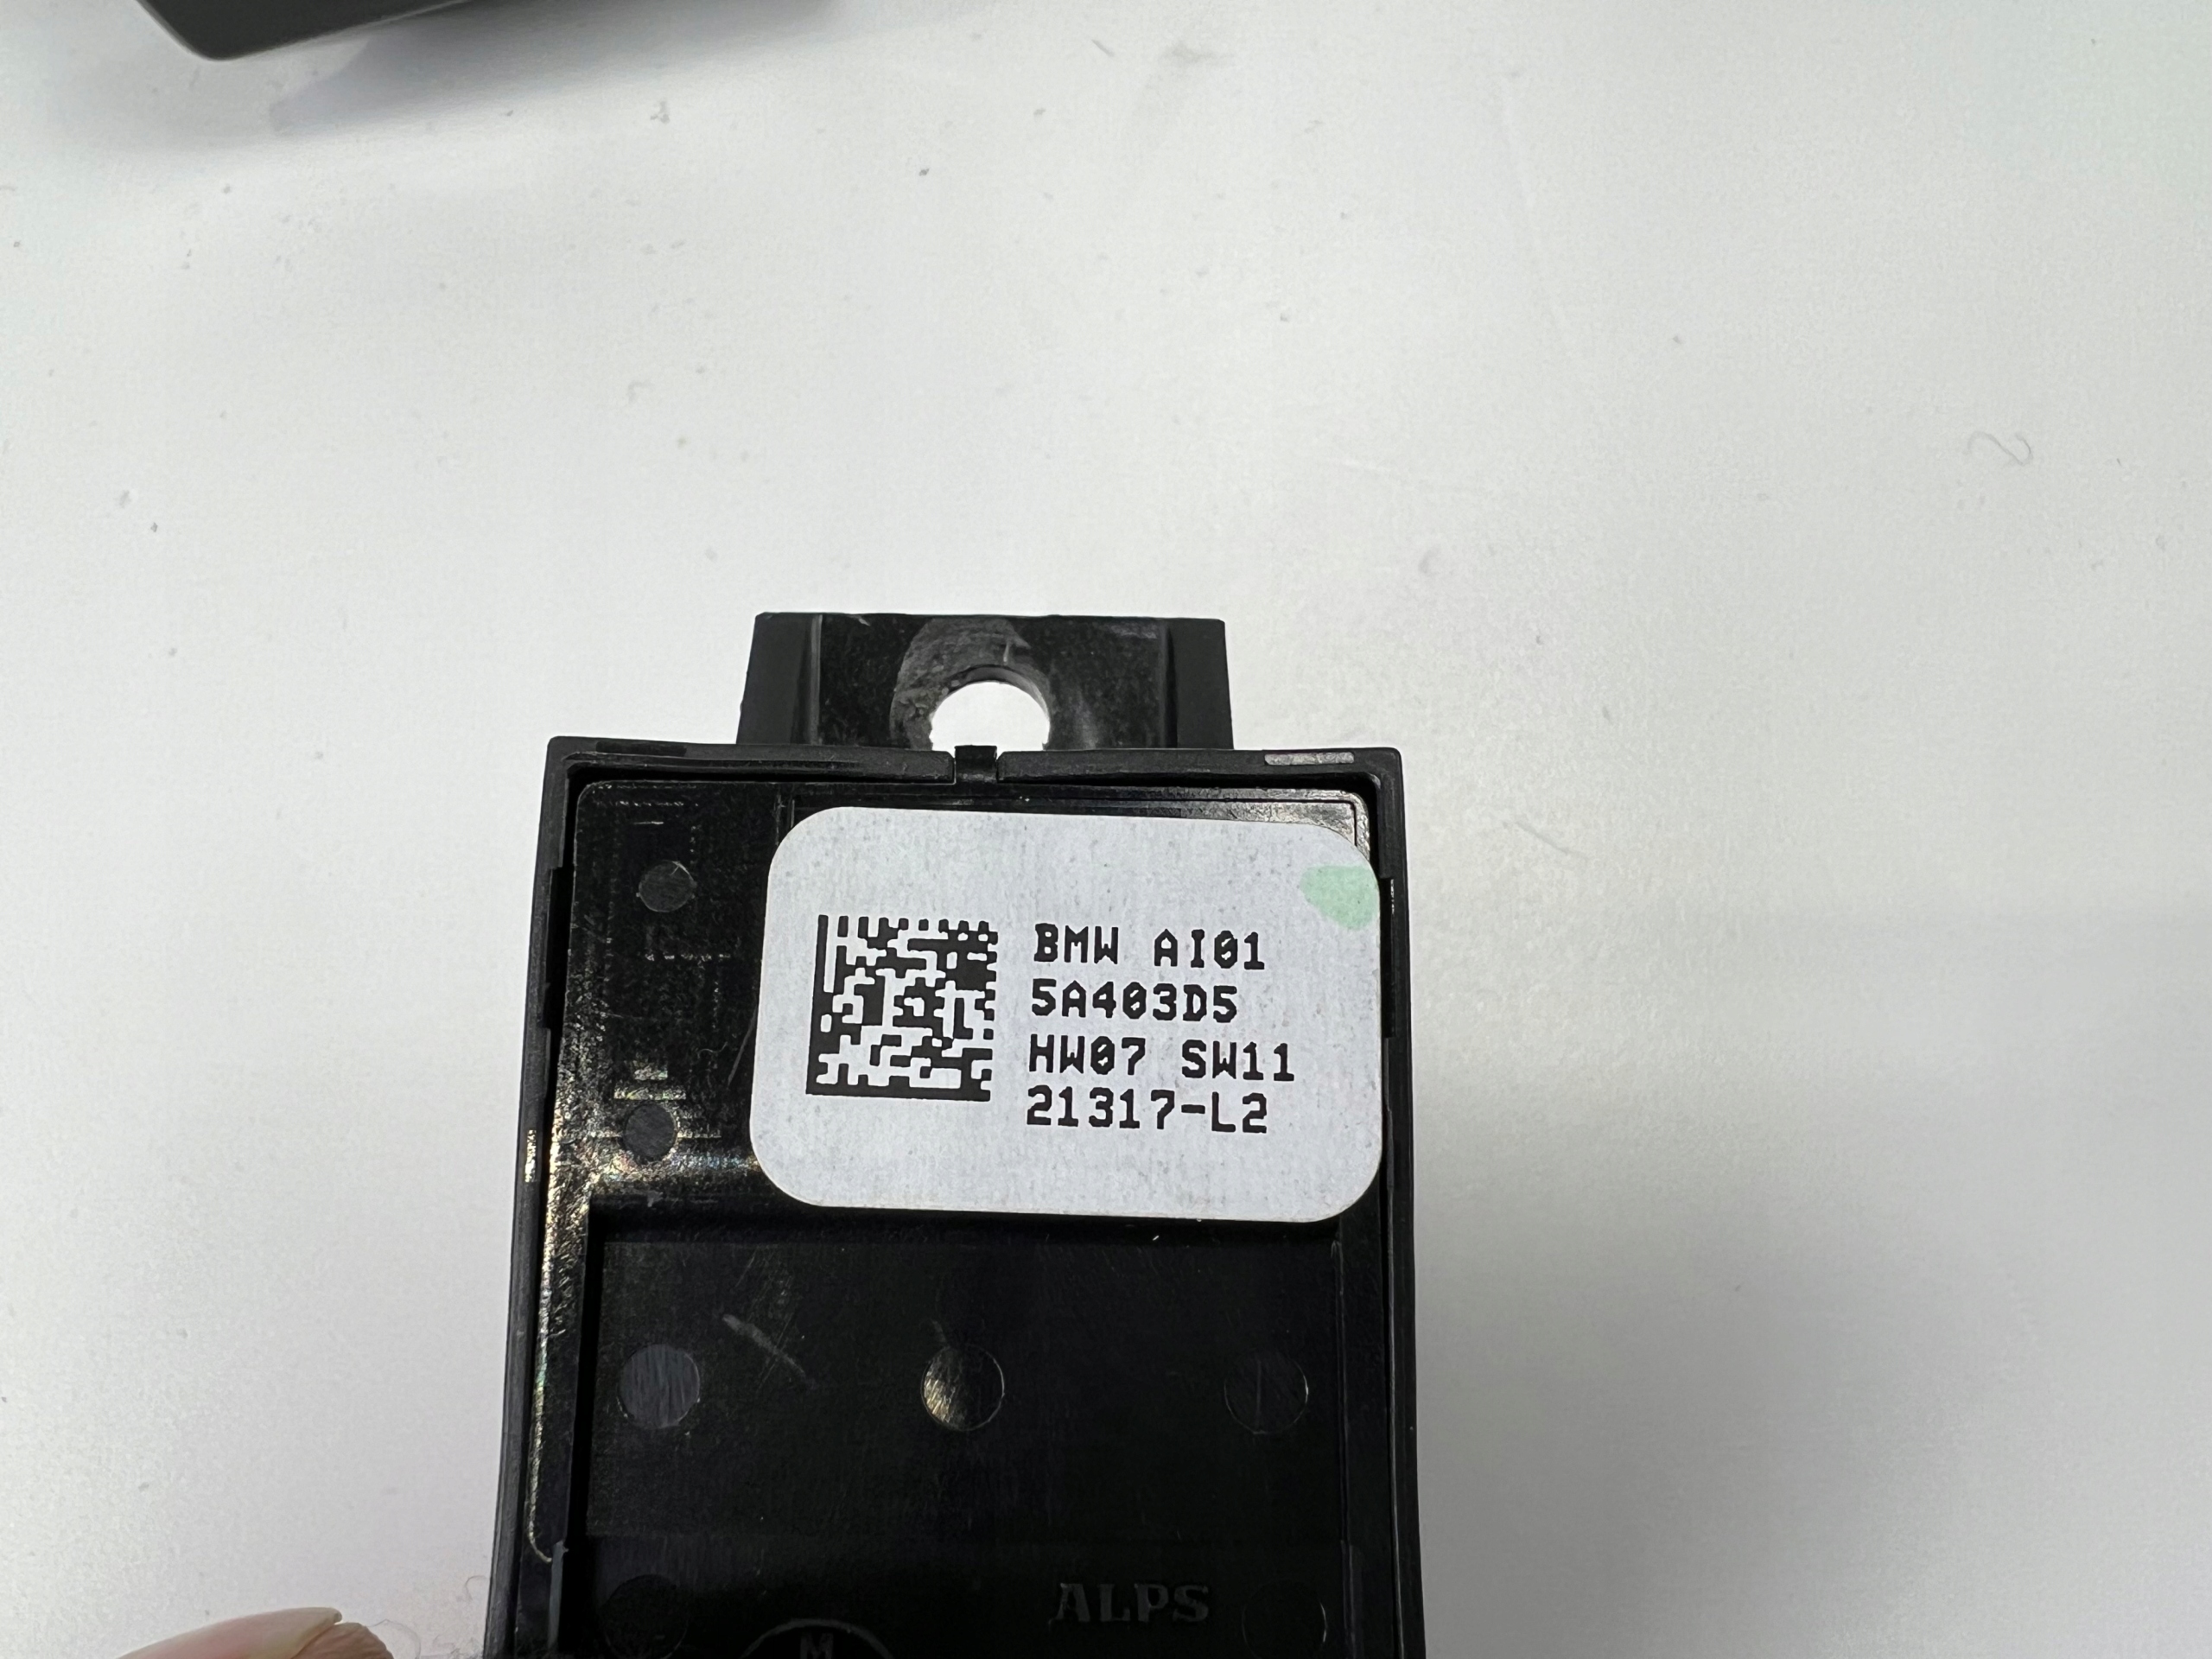 BMW AI01
5A403D5
HW07 SW11
21317-L2
ALPS
M